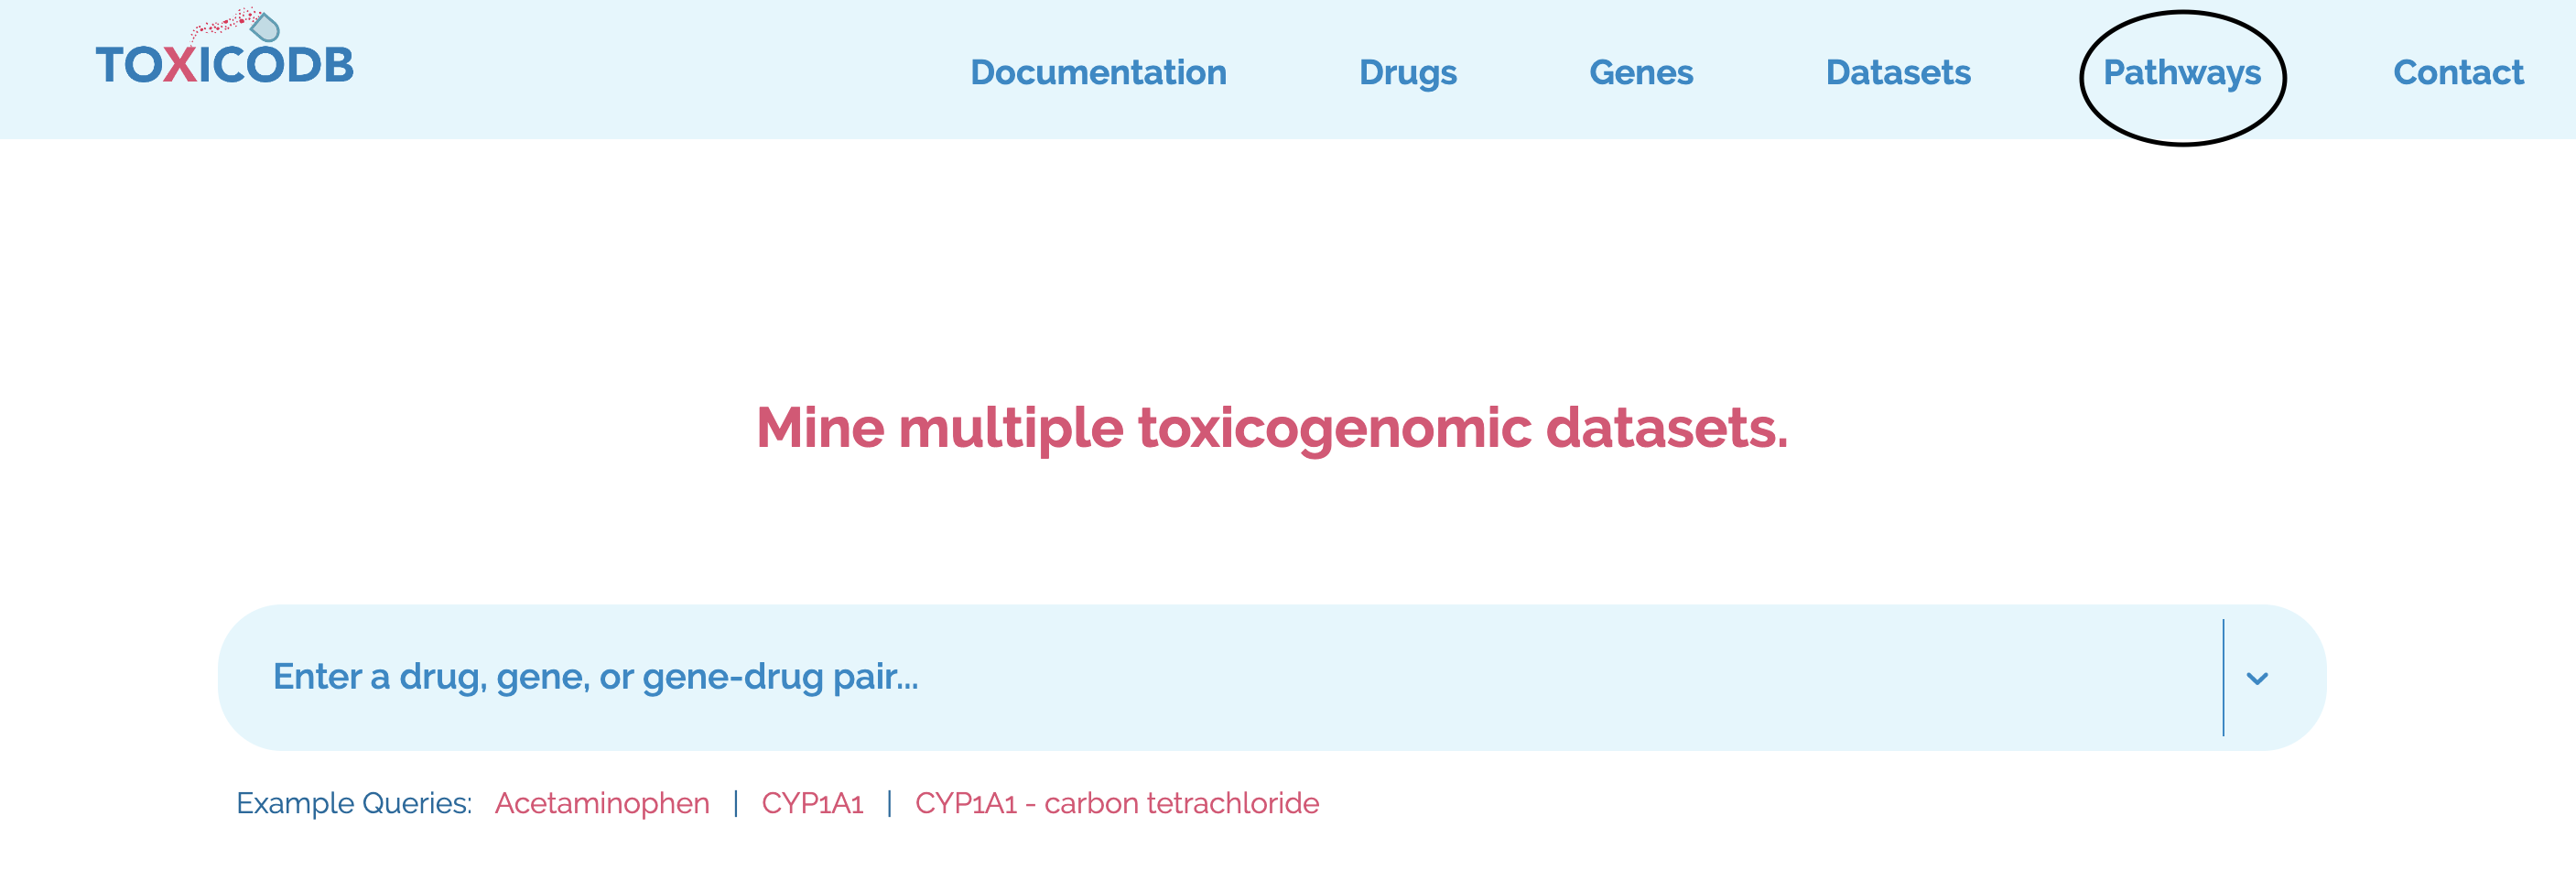 TOXICODB
Documentation Drugs Genes Datasets Pathways Contact
Mine multiple toxicogenomic datasets.
Enter a drug, gene, or gene-drug pair...
Example Queries: Acetaminophen | CYP1A1 | CYP1A1 - carbon tetrachloride